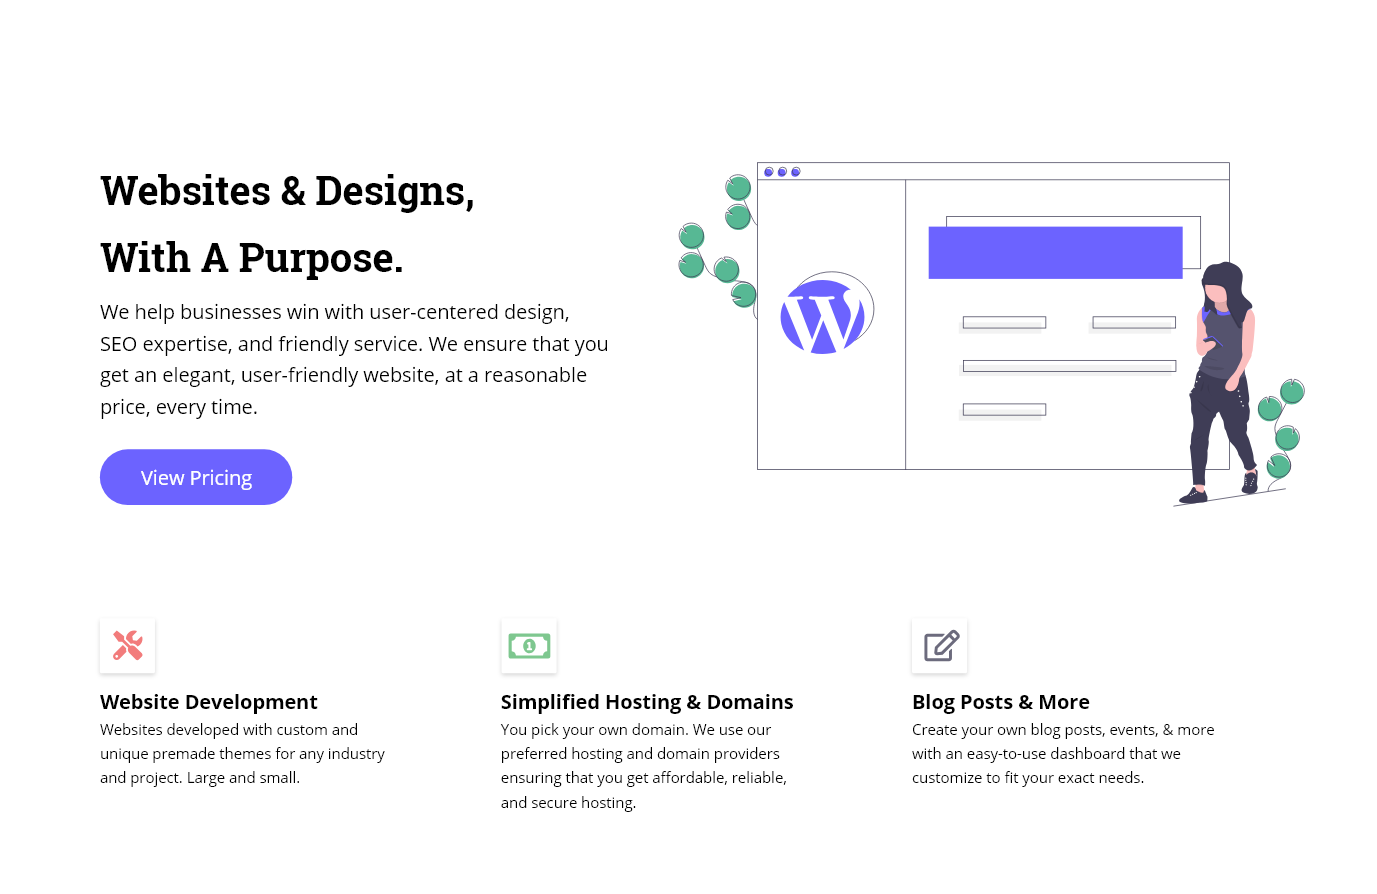 Websites & Designs,
With A Purpose.
We help businesses win with user-centered design,
SEO expertise, and friendly service. We ensure that you
get an elegant, user-friendly website, at a reasonable
price, every time.
View Pricing
W
1
Website Development
Websites developed with custom and
unique premade themes for any industry
and project. Large and small.
Simplified Hosting & Domains
You pick your own domain. We use our
preferred hosting and domain providers
ensuring that you get affordable, reliable,
and secure hosting.
Blog Posts & More
Create your own blog posts, events, & more
with an easy-to-use dashboard that we
customize to fit your exact needs.